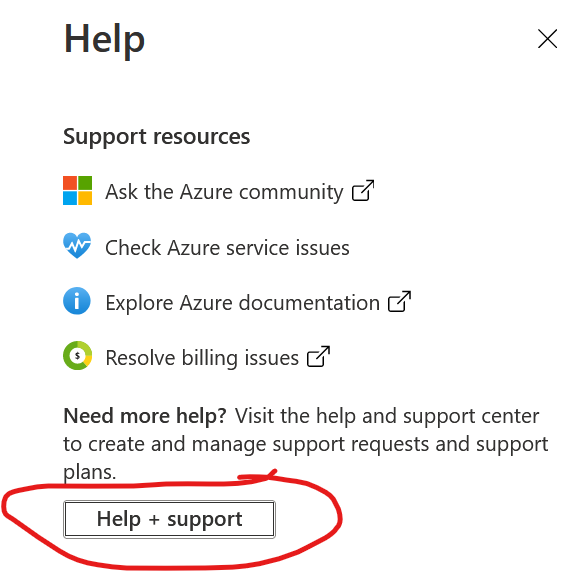 Help
Support resources
Ask the Azure community
Check Azure service issues
Explore Azure documentation
Resolve billing issues
Need more help? Visit the help and support center
to create and manage support requests and support
plans.
Help + support